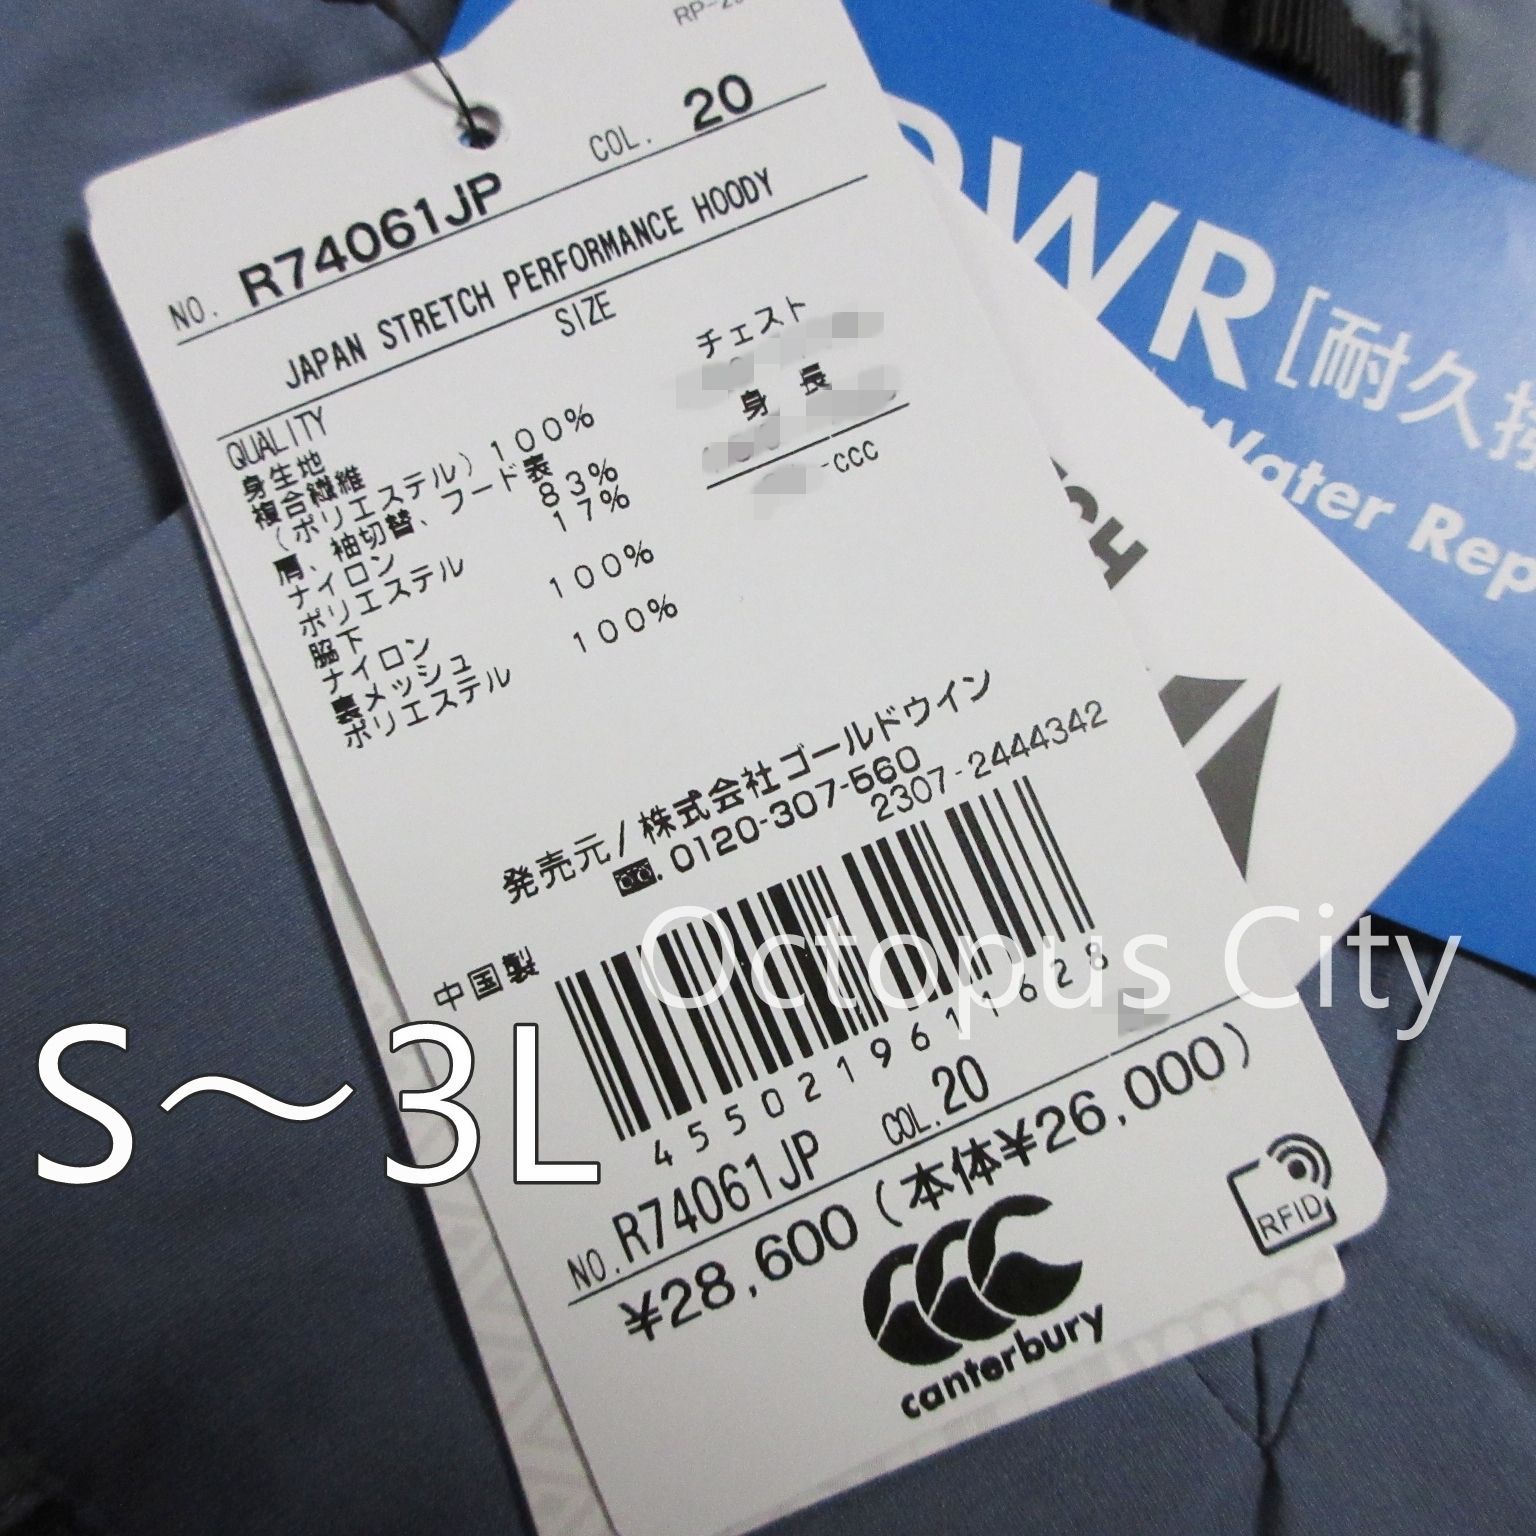 COL. 20
NO. R74061JP
JAPAN STRETCH PERFORMANCE HOODY
SIZE
チェスト
身長
-CCC
QUALITY
身生地
複合繊維
(ポリエステル)100%
肩、袖切替、フード表
ナイロン 83%
ポリエステル 17%
脇下
ナイロン 100%
裏メッシュ
ポリエステル 100%
発売元/株式会社ゴールドウイン
0120-307-560
2307-2444342
中国製
4550219611628
NO. R74061JP COL. 20
¥28,600(本体¥26,000)
RFID
canterbury
WR[耐久撥
Water Rep
Octopus City
S~3L